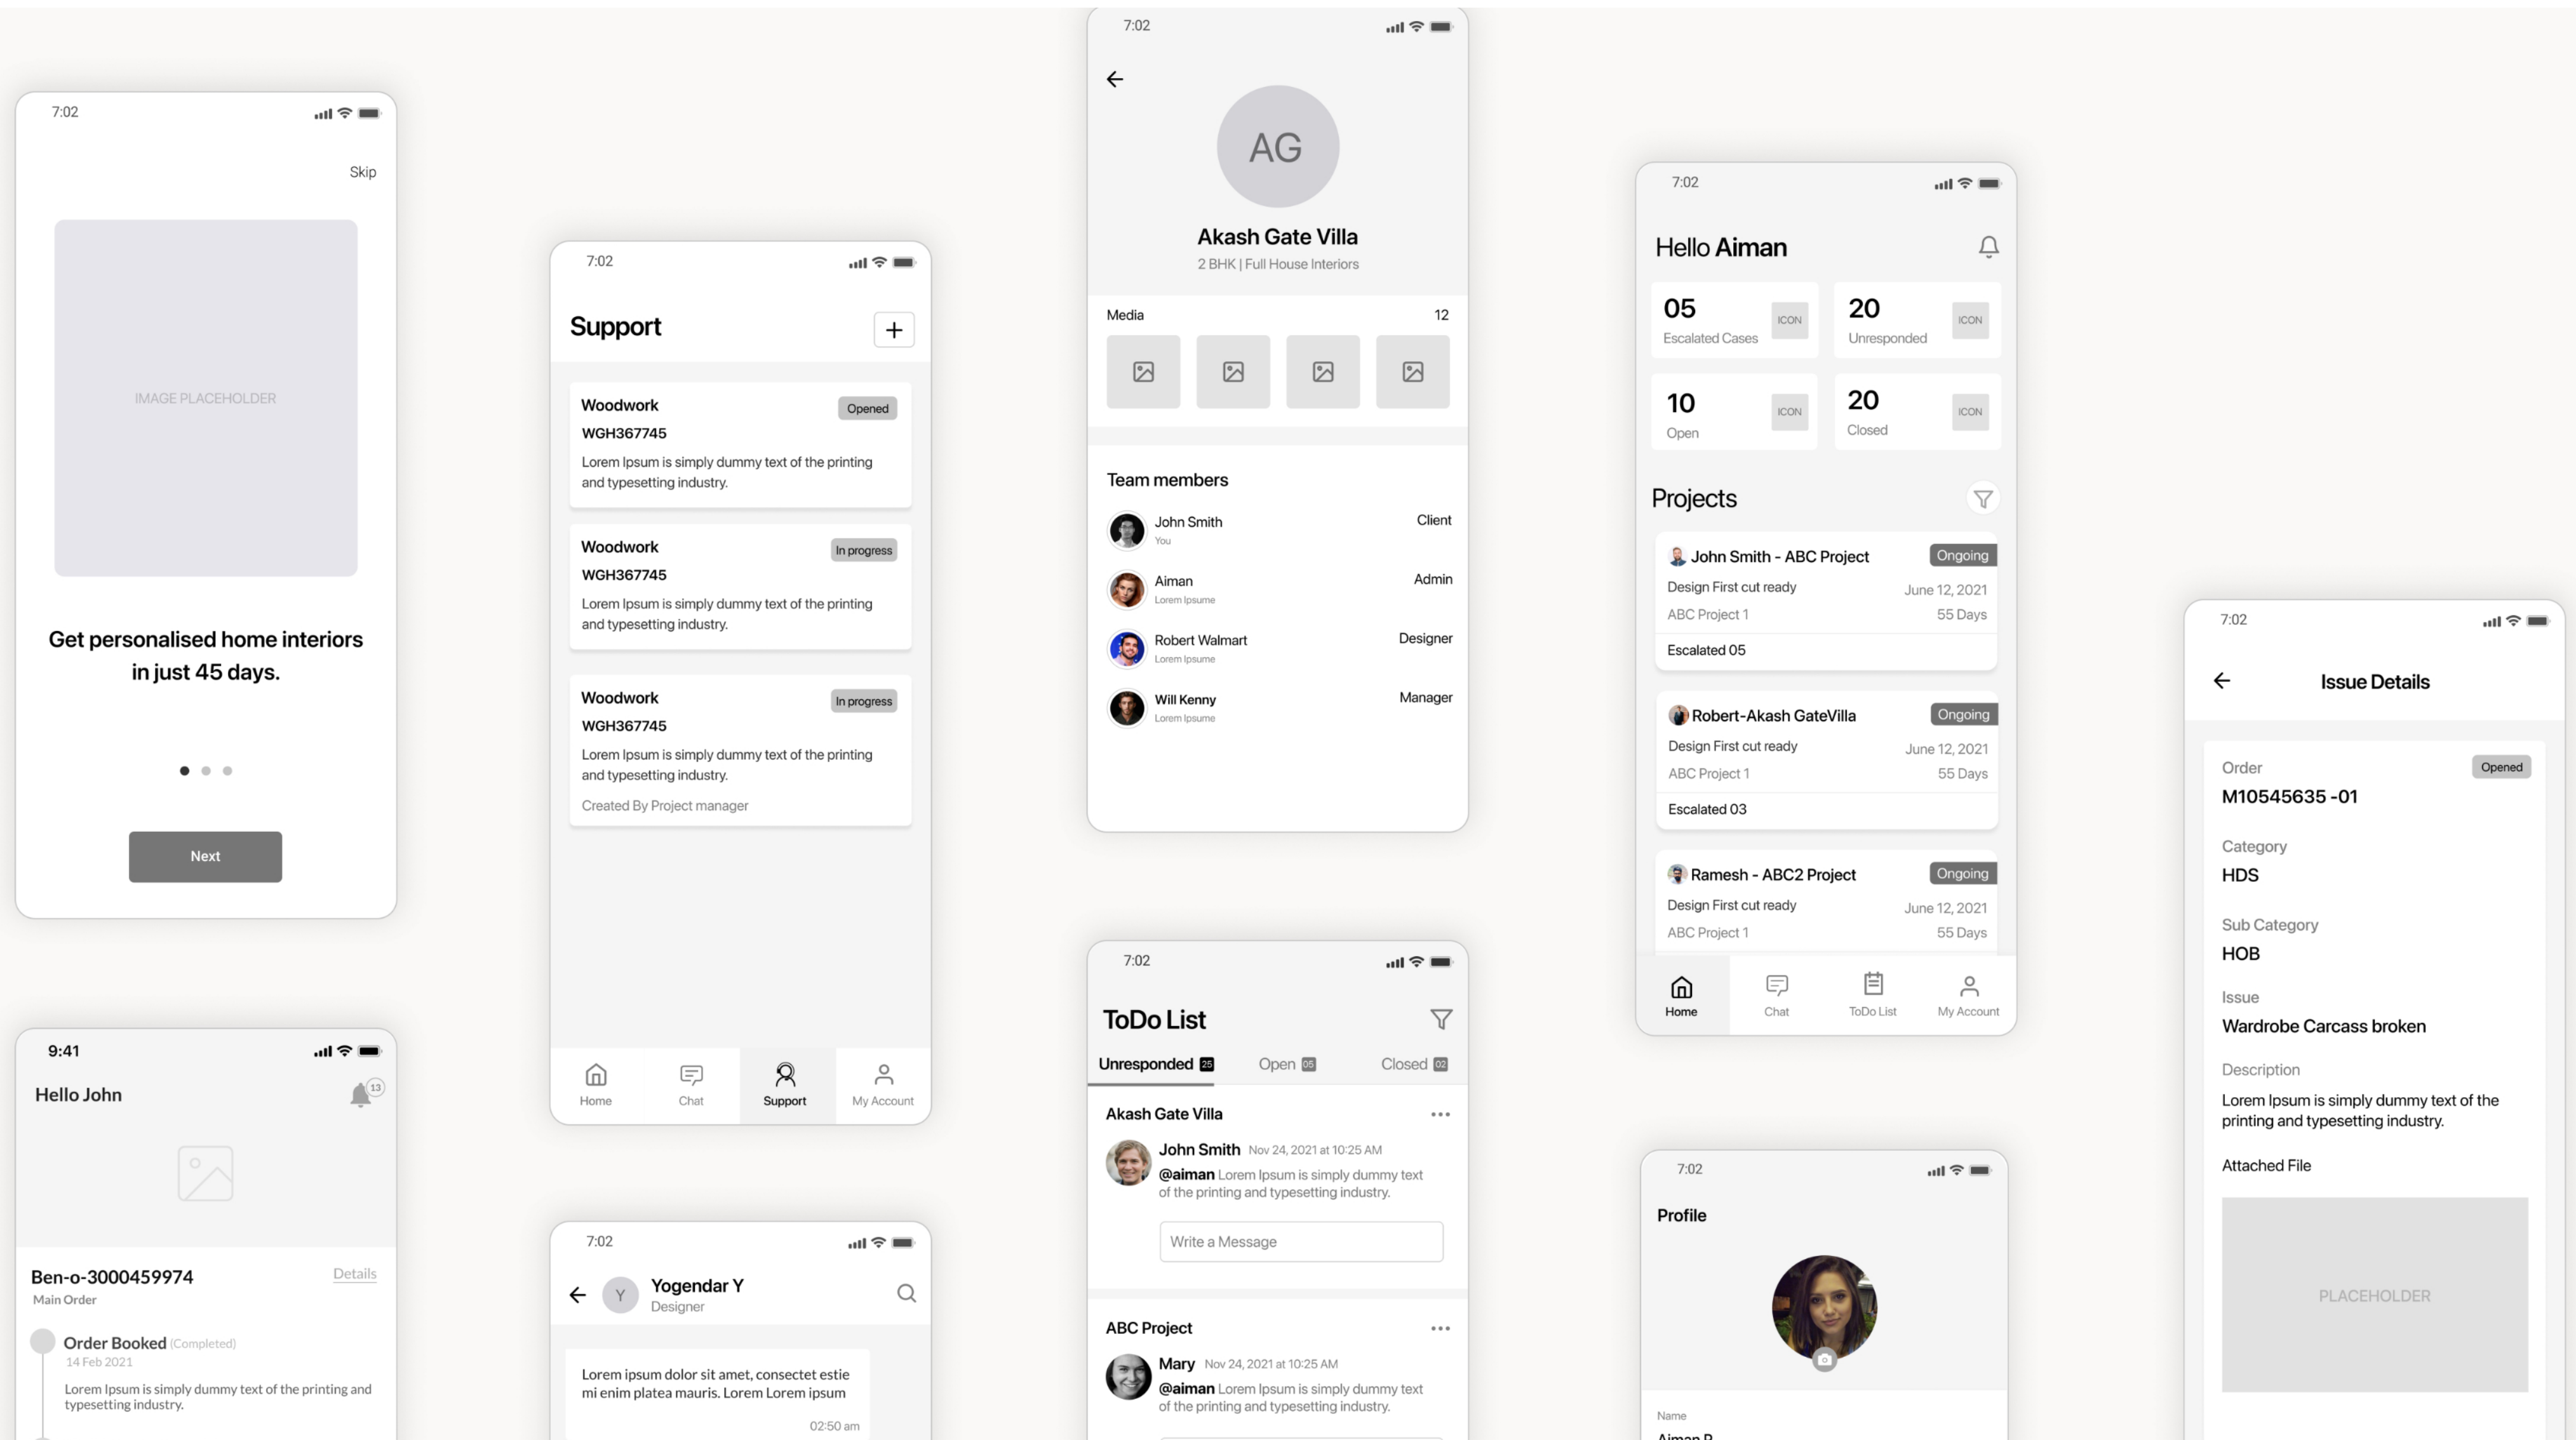 7:02
Skip
IMAGE PLACEHOLDER
Get personalised home interiors
in just 45 days.
Next
9:41
Hello John
13
Ben-o-3000459974
Details
Main Order
Order Booked (Completed)
14 Feb 2021
Lorem Ipsum is simply dummy text of the printing and
typesetting industry.
7:02
Support
Woodwork
Opened
WGH367745
Lorem Ipsum is simply dummy text of the printing
and typesetting industry.
Woodwork
In progress
WGH367745
Lorem Ipsum is simply dummy text of the printing
and typesetting industry.
Woodwork
In progress
WGH367745
Lorem Ipsum is simply dummy text of the printing
and typesetting industry.
Created By Project manager
Home
Chat
Support
My Account
7:02
Y
Yogendar Y
Designer
Lorem ipsum dolor sit amet, consectet estie
mi enim platea mauris. Lorem Lorem ipsum
02:50 am
7:02
AG
Akash Gate Villa
2 BHK | Full House Interiors
Media
12
Team members
John Smith
Client
You
Aiman
Admin
Lorem Ipsume
Robert Walmart
Designer
Lorem Ipsume
Will Kenny
Manager
Lorem Ipsume
7:02
ToDo List
Unresponded 25
Open 05
Closed 02
Akash Gate Villa
John Smith Nov 24, 2021 at 10:25 AM
@aiman Lorem Ipsum is simply dummy text
of the printing and typesetting industry.
Write a Message
ABC Project
Mary Nov 24, 2021 at 10:25 AM
@aiman Lorem Ipsum is simply dummy text
of the printing and typesetting industry.
7:02
Hello Aiman
05
Escalated Cases
ICON
20
Unresponded
ICON
10
Open
ICON
20
Closed
ICON
Projects
John Smith - ABC Project
Ongoing
Design First cut ready
June 12, 2021
ABC Project 1
55 Days
Escalated 05
Robert-Akash GateVilla
Ongoing
Design First cut ready
June 12, 2021
ABC Project 1
55 Days
Escalated 03
Ramesh - ABC2 Project
Ongoing
Design First cut ready
June 12, 2021
ABC Project 1
55 Days
Home
Chat
ToDo List
My Account
7:02
Profile
Name
Aiman P
7:02
Issue Details
Order
Opened
M10545635 -01
Category
HDS
Sub Category
HOB
Issue
Wardrobe Carcass broken
Description
Lorem Ipsum is simply dummy text of the
printing and typesetting industry.
Attached File
PLACEHOLDER